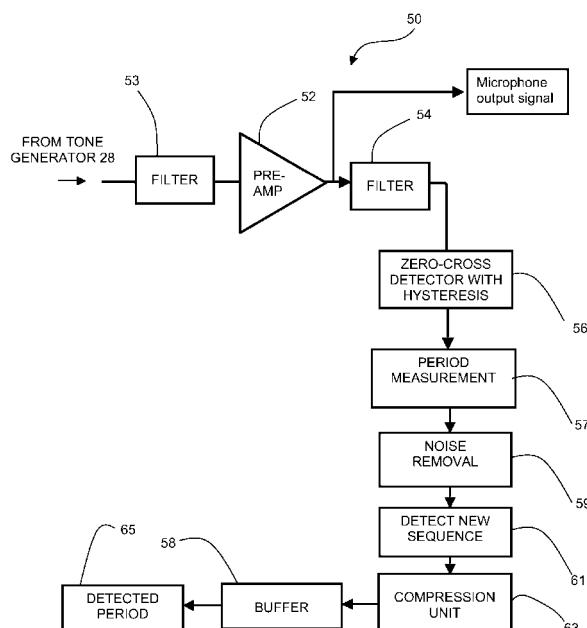 50
53
52
Microphone
output signal
54
FROM TONE
GENERATOR 28
FILTER
PRE-
AMP
FILTER
ZERO-CROSS
DETECTOR WITH
HYSTERESIS
56
PERIOD
MEASUREMENT
57
NOISE
REMOVAL
59
DETECT NEW
SEQUENCE
61
65
58
DETECTED
PERIOD
BUFFER
COMPRESSION
UNIT
63